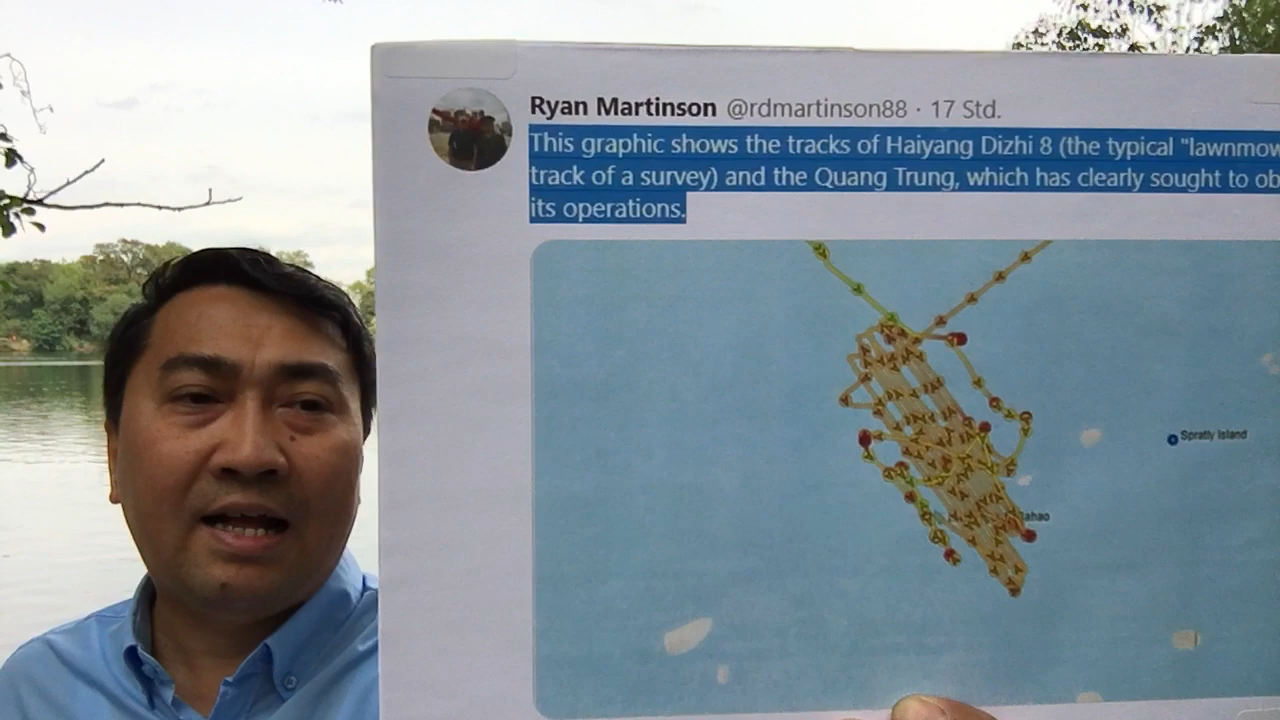 Ryan Martinson @rdmartinson88 · 17 Std.
This graphic shows the tracks of Haiyang Dizhi 8 (the typical "lawnmow
track of a survey) and the Quang Trung, which has clearly sought to ob
its operations.
Spratly Island